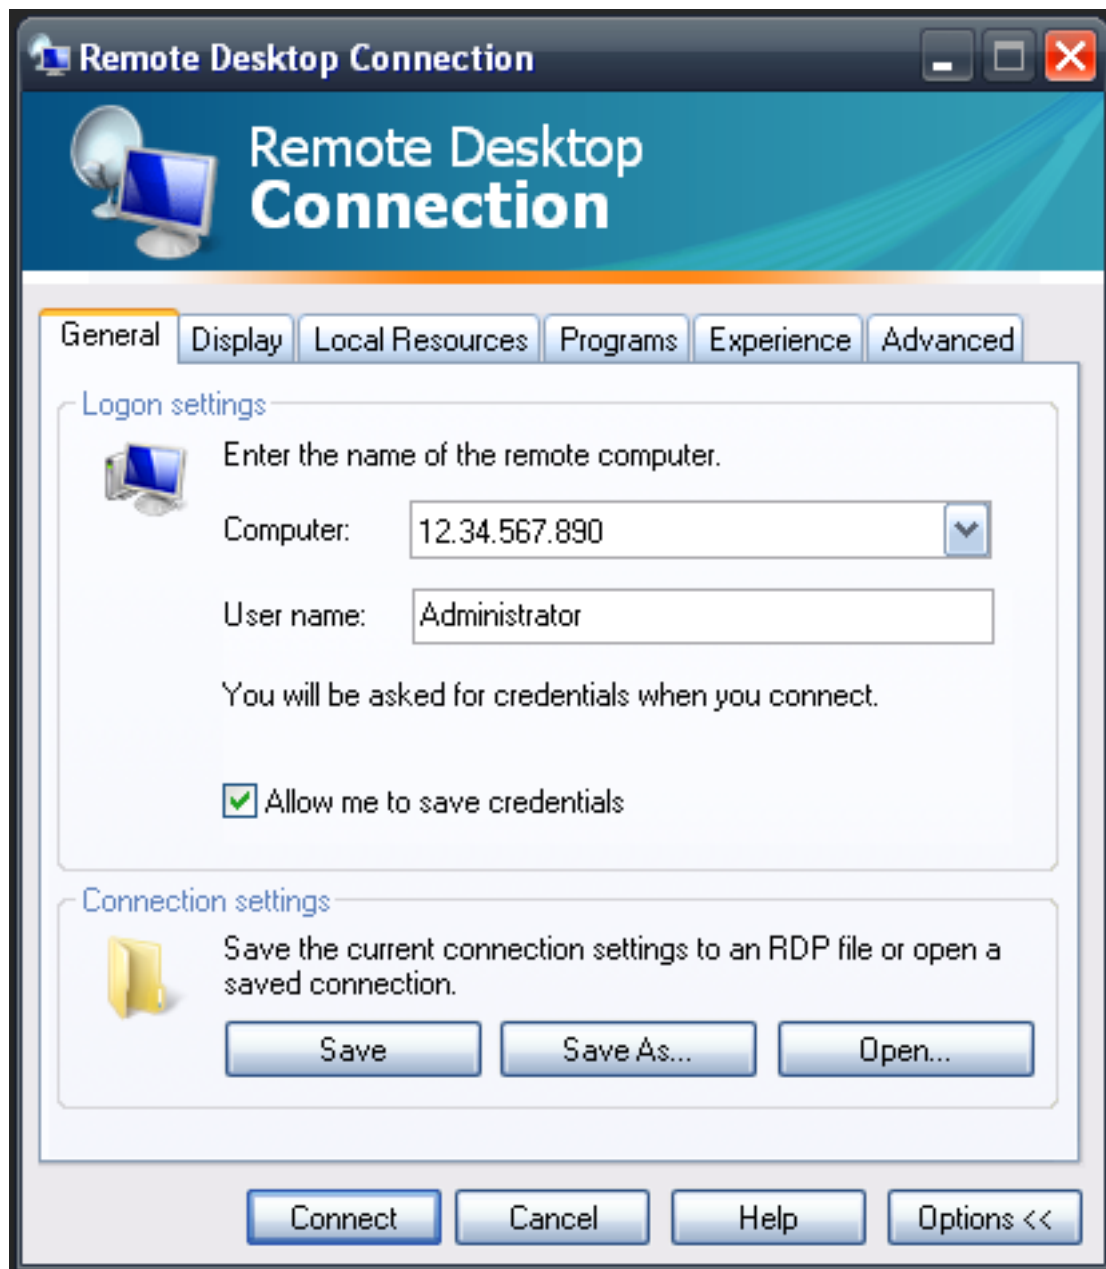 Remote Desktop Connection
Remote Desktop
Connection
General Display Local Resources Programs Experience Advanced
Logon settings
Enter the name of the remote computer.
Computer: 12.34.567.890
User name: Administrator
You will be asked for credentials when you connect.
Allow me to save credentials
Connection settings
Save the current connection settings to an RDP file or open a
saved connection.
Save Save As... Open...
Connect Cancel Help Options <<